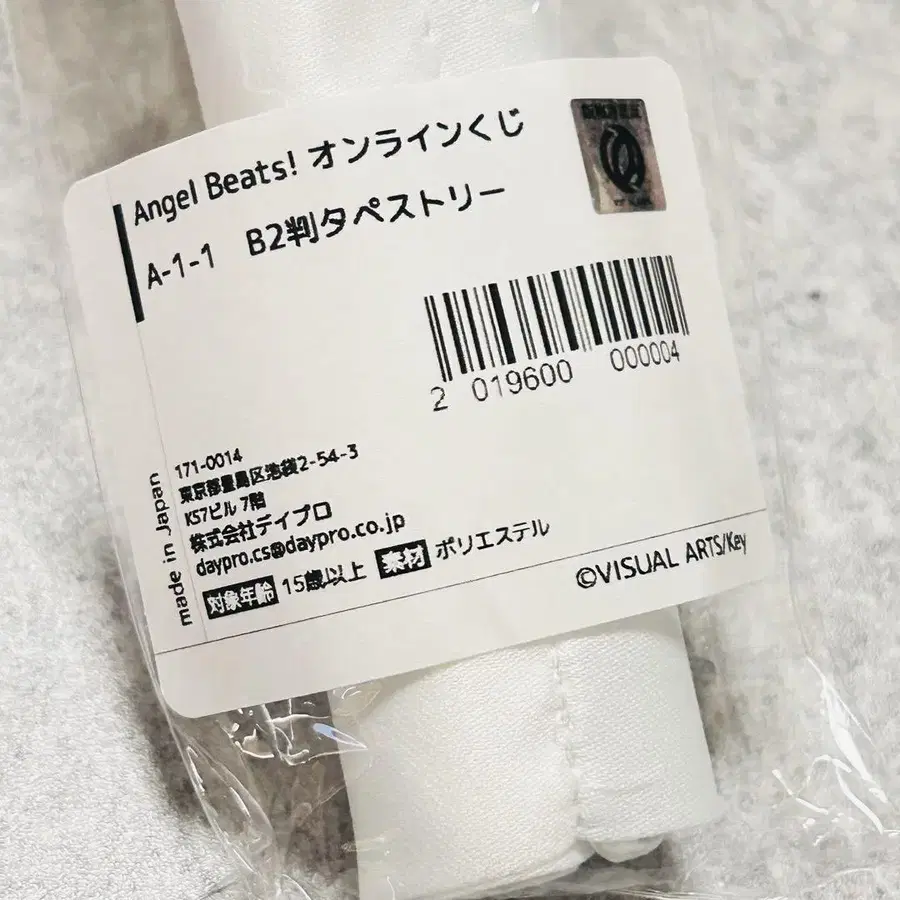 Angel Beats! オンラインくじ
A-1-1 B2判タペストリー
2 019600 000004
made in Japan
171-0014
東京都豊島区池袋2-54-3
KS7ビル 7階
株式会社デイプロ
daypro.cs@daypro.co.jp
対象年齢 15歳以上 素材 ポリエステル
©VISUAL ARTS/Key